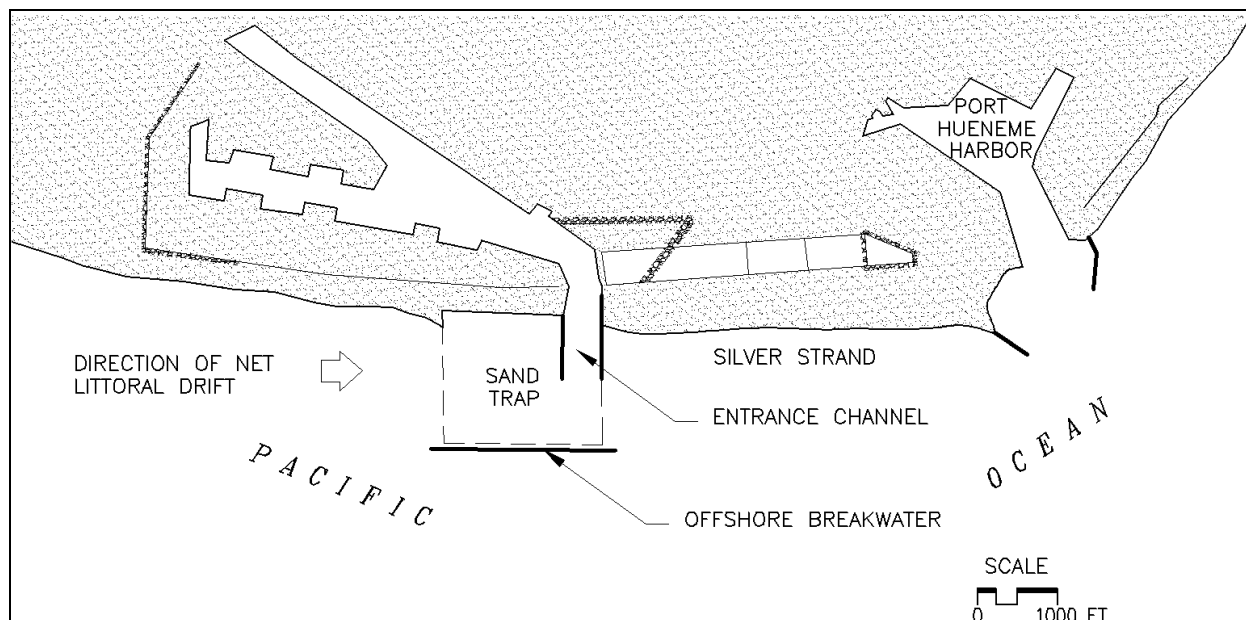 PORT
HUENEME
HARBOR
DIRECTION OF NET
LITTORAL DRIFT
SAND
TRAP
SILVER STRAND
ENTRANCE CHANNEL
PACIFIC
OCEAN
OFFSHORE BREAKWATER
SCALE
0 1000 FT